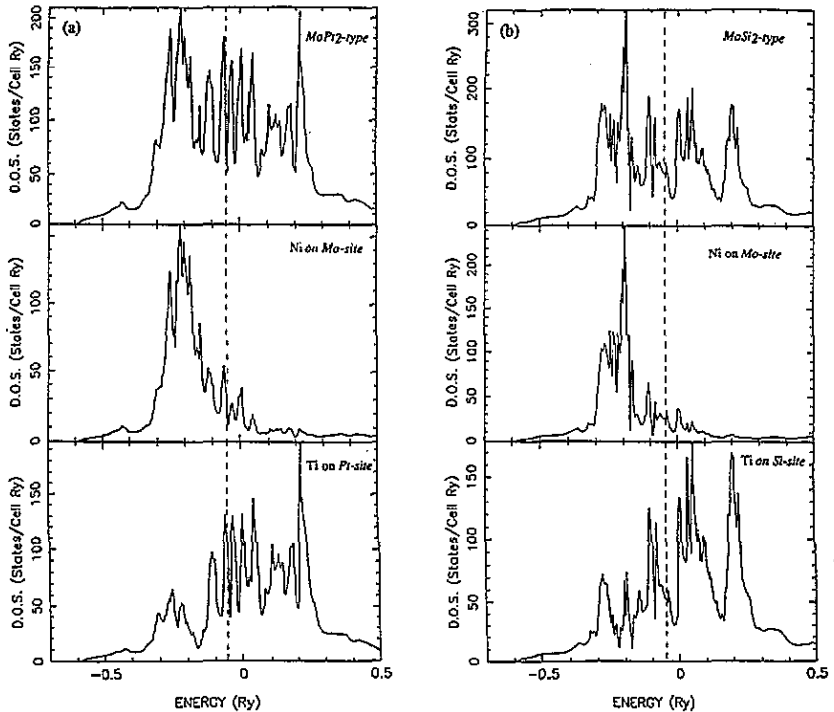 (a)
MoPt2-type
200
150
100
50
0
D.O.S. (States/Cell Ry)
Ni on Mo-site
100
50
0
D.O.S. (States/Cell Ry)
Ti on Pt-site
150
100
50
0
D.O.S. (States/Cell Ry)
-0.5
0
0.5
ENERGY (Ry)
(b)
MoSi2-type
300
200
100
0
D.O.S. (States/Cell Ry)
Ni on Mo-site
200
150
100
50
0
D.O.S. (States/Cell Ry)
Ti on Si-site
150
100
50
0
D.O.S. (States/Cell Ry)
-0.5
0
0.5
ENERGY (Ry)